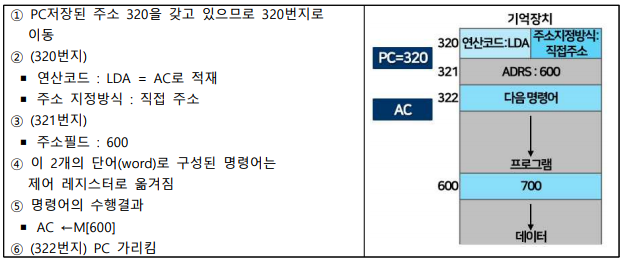 ① PC저장된 주소 320을 갖고 있으므로 320번지로
이동
② (320번지)
▪ 연산코드 : LDA = AC로 적재
▪ 주소 지정방식 : 직접 주소
③ (321번지)
▪ 주소필드 : 600
④ 이 2개의 단어(word)로 구성된 명령어는
제어 레지스터로 옮겨짐
⑤ 명령어의 수행결과
▪ AC ←M[600]
⑥ (322번지) PC 가리킴
기억장치
PC=320
320
연산코드:LDA
주소지정방식:
직접주소
321
ADRS : 600
AC
322
다음 명령어
프로그램
600
700
데이터